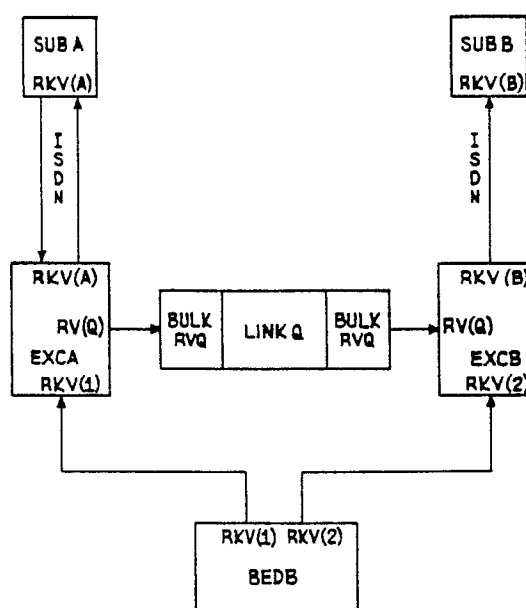 SUB A
RKV(A)
SUB B
RKV(B)
ISDN
ISDN
RKV(A)
RV(Q)
EXCA
RKV(1)
BULK
RVQ
LINK Q
BULK
RVQ
RKV(B)
RV(Q)
EXCB
RKV(2)
RKV(1) RKV(2)
BEDB